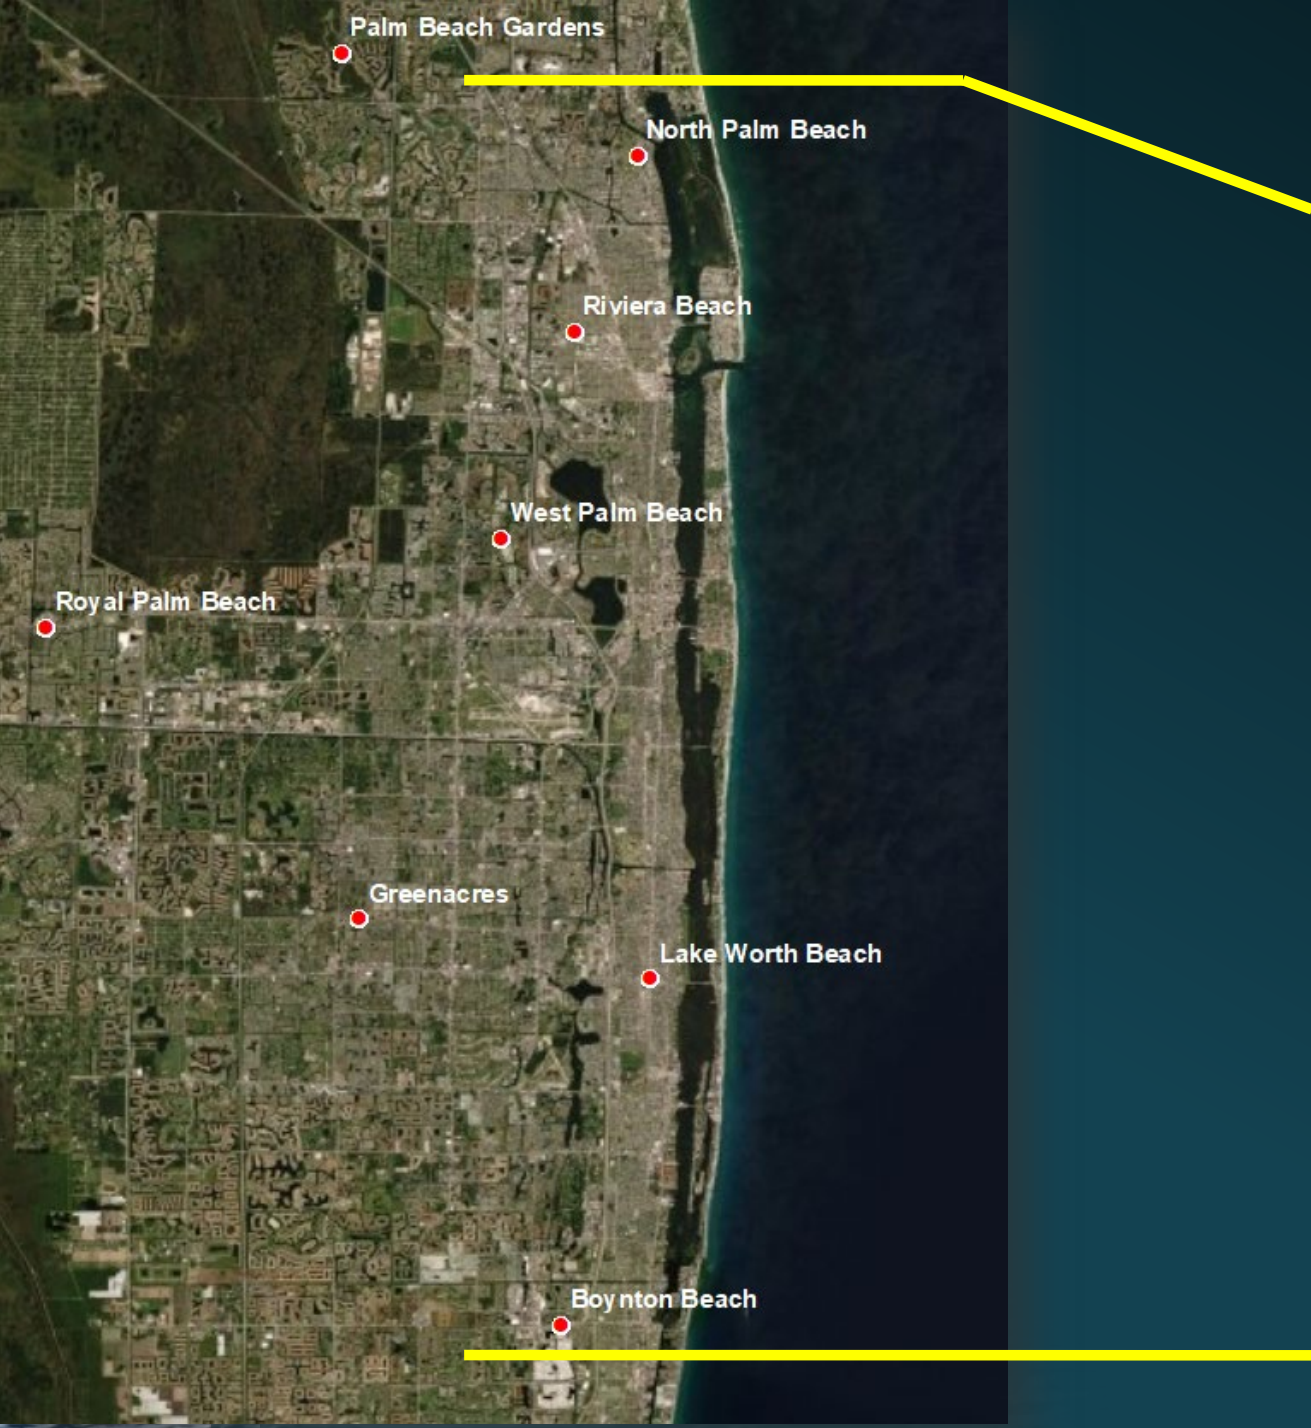 Palm Beach Gardens
North Palm Beach
Riviera Beach
West Palm Beach
Royal Palm Beach
Greenacres
Lake Worth Beach
Boynton Beach